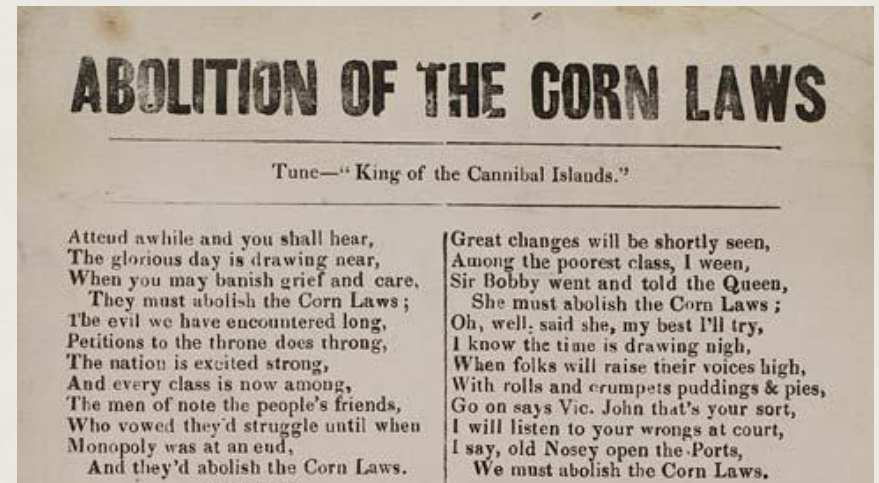 ABOLITION OF THE CORN LAWS
Tune—“ King of the Cannibal Islands.”
Attend awhile and you shall hear,
The glorious day is drawing near,
When you may banish grief and care,
They must abolish the Corn Laws ;
The evil we have encountered long,
Petitions to the throne does throng,
The nation is excited strong,
And every class is now among,
The men of note the people's friends,
Who vowed they'd struggle until when
Monopoly was at an end,
And they'd abolish the Corn Laws.
Great changes will be shortly seen,
Among the poorest class, I ween,
Sir Bobby went and told the Queen,
She must abolish the Corn Laws ;
Oh, well, said she, my best I'll try,
I know the time is drawing nigh,
When folks will raise their voices high,
With rolls and crumpets puddings & pies,
Go on says Vic. John that's your sort,
I will listen to your wrongs at court,
I say, old Nosey open the Ports,
We must abolish the Corn Laws.